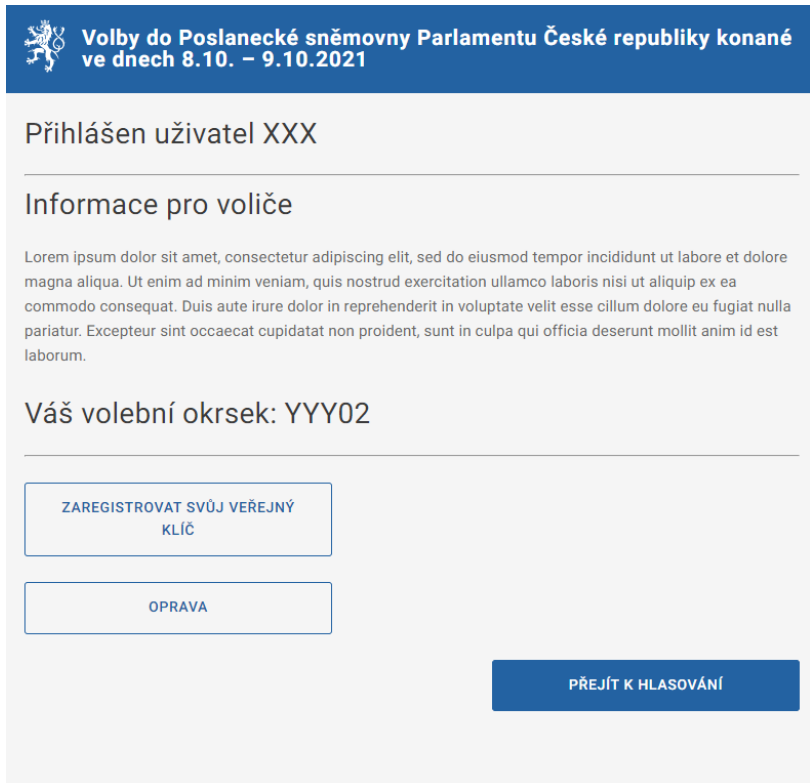 Volby do Poslanecké sněmovny Parlamentu České republiky konané
ve dnech 8.10. – 9.10.2021
Přihlášen uživatel XXX
Informace pro voliče
Lorem ipsum dolor sit amet, consectetur adipiscing elit, sed do eiusmod tempor incididunt ut labore et dolore
magna aliqua. Ut enim ad minim veniam, quis nostrud exercitation ullamco laboris nisi ut aliquip ex ea
commodo consequat. Duis aute irure dolor in reprehenderit in voluptate velit esse cillum dolore eu fugiat nulla
pariatur. Excepteur sint occaecat cupidatat non proident, sunt in culpa qui officia deserunt mollit anim id est
laborum.
Váš volební okrsek: YYY02
ZAREGISTROVAT SVŮJ VEŘEJNÝ
KLÍČ
OPRAVA
PŘEJÍT K HLASOVÁNÍ